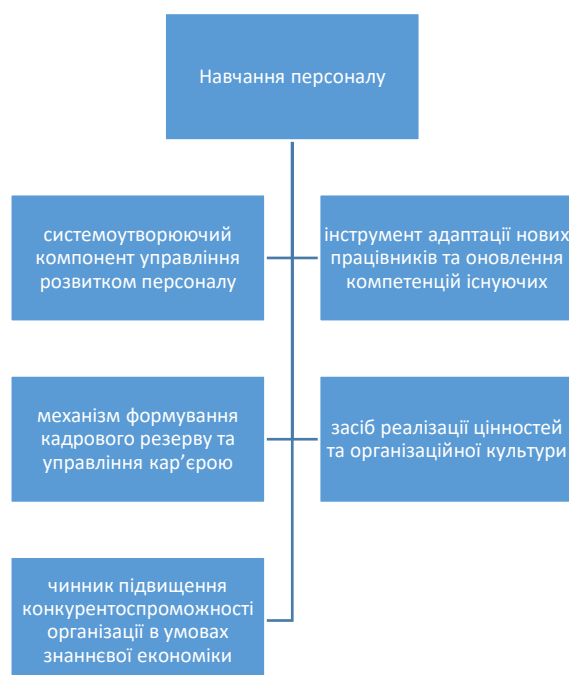 Навчання персоналу
системоутворюючий
компонент управління
розвитком персоналу
інструмент адаптації нових
працівників та оновлення
компетенцій існуючих
механізм формування
кадрового резерву та
управління кар’єрою
засіб реалізації цінностей
та організаційної культури
чинник підвищення
конкурентоспроможності
організації в умовах
знаннєвої економіки